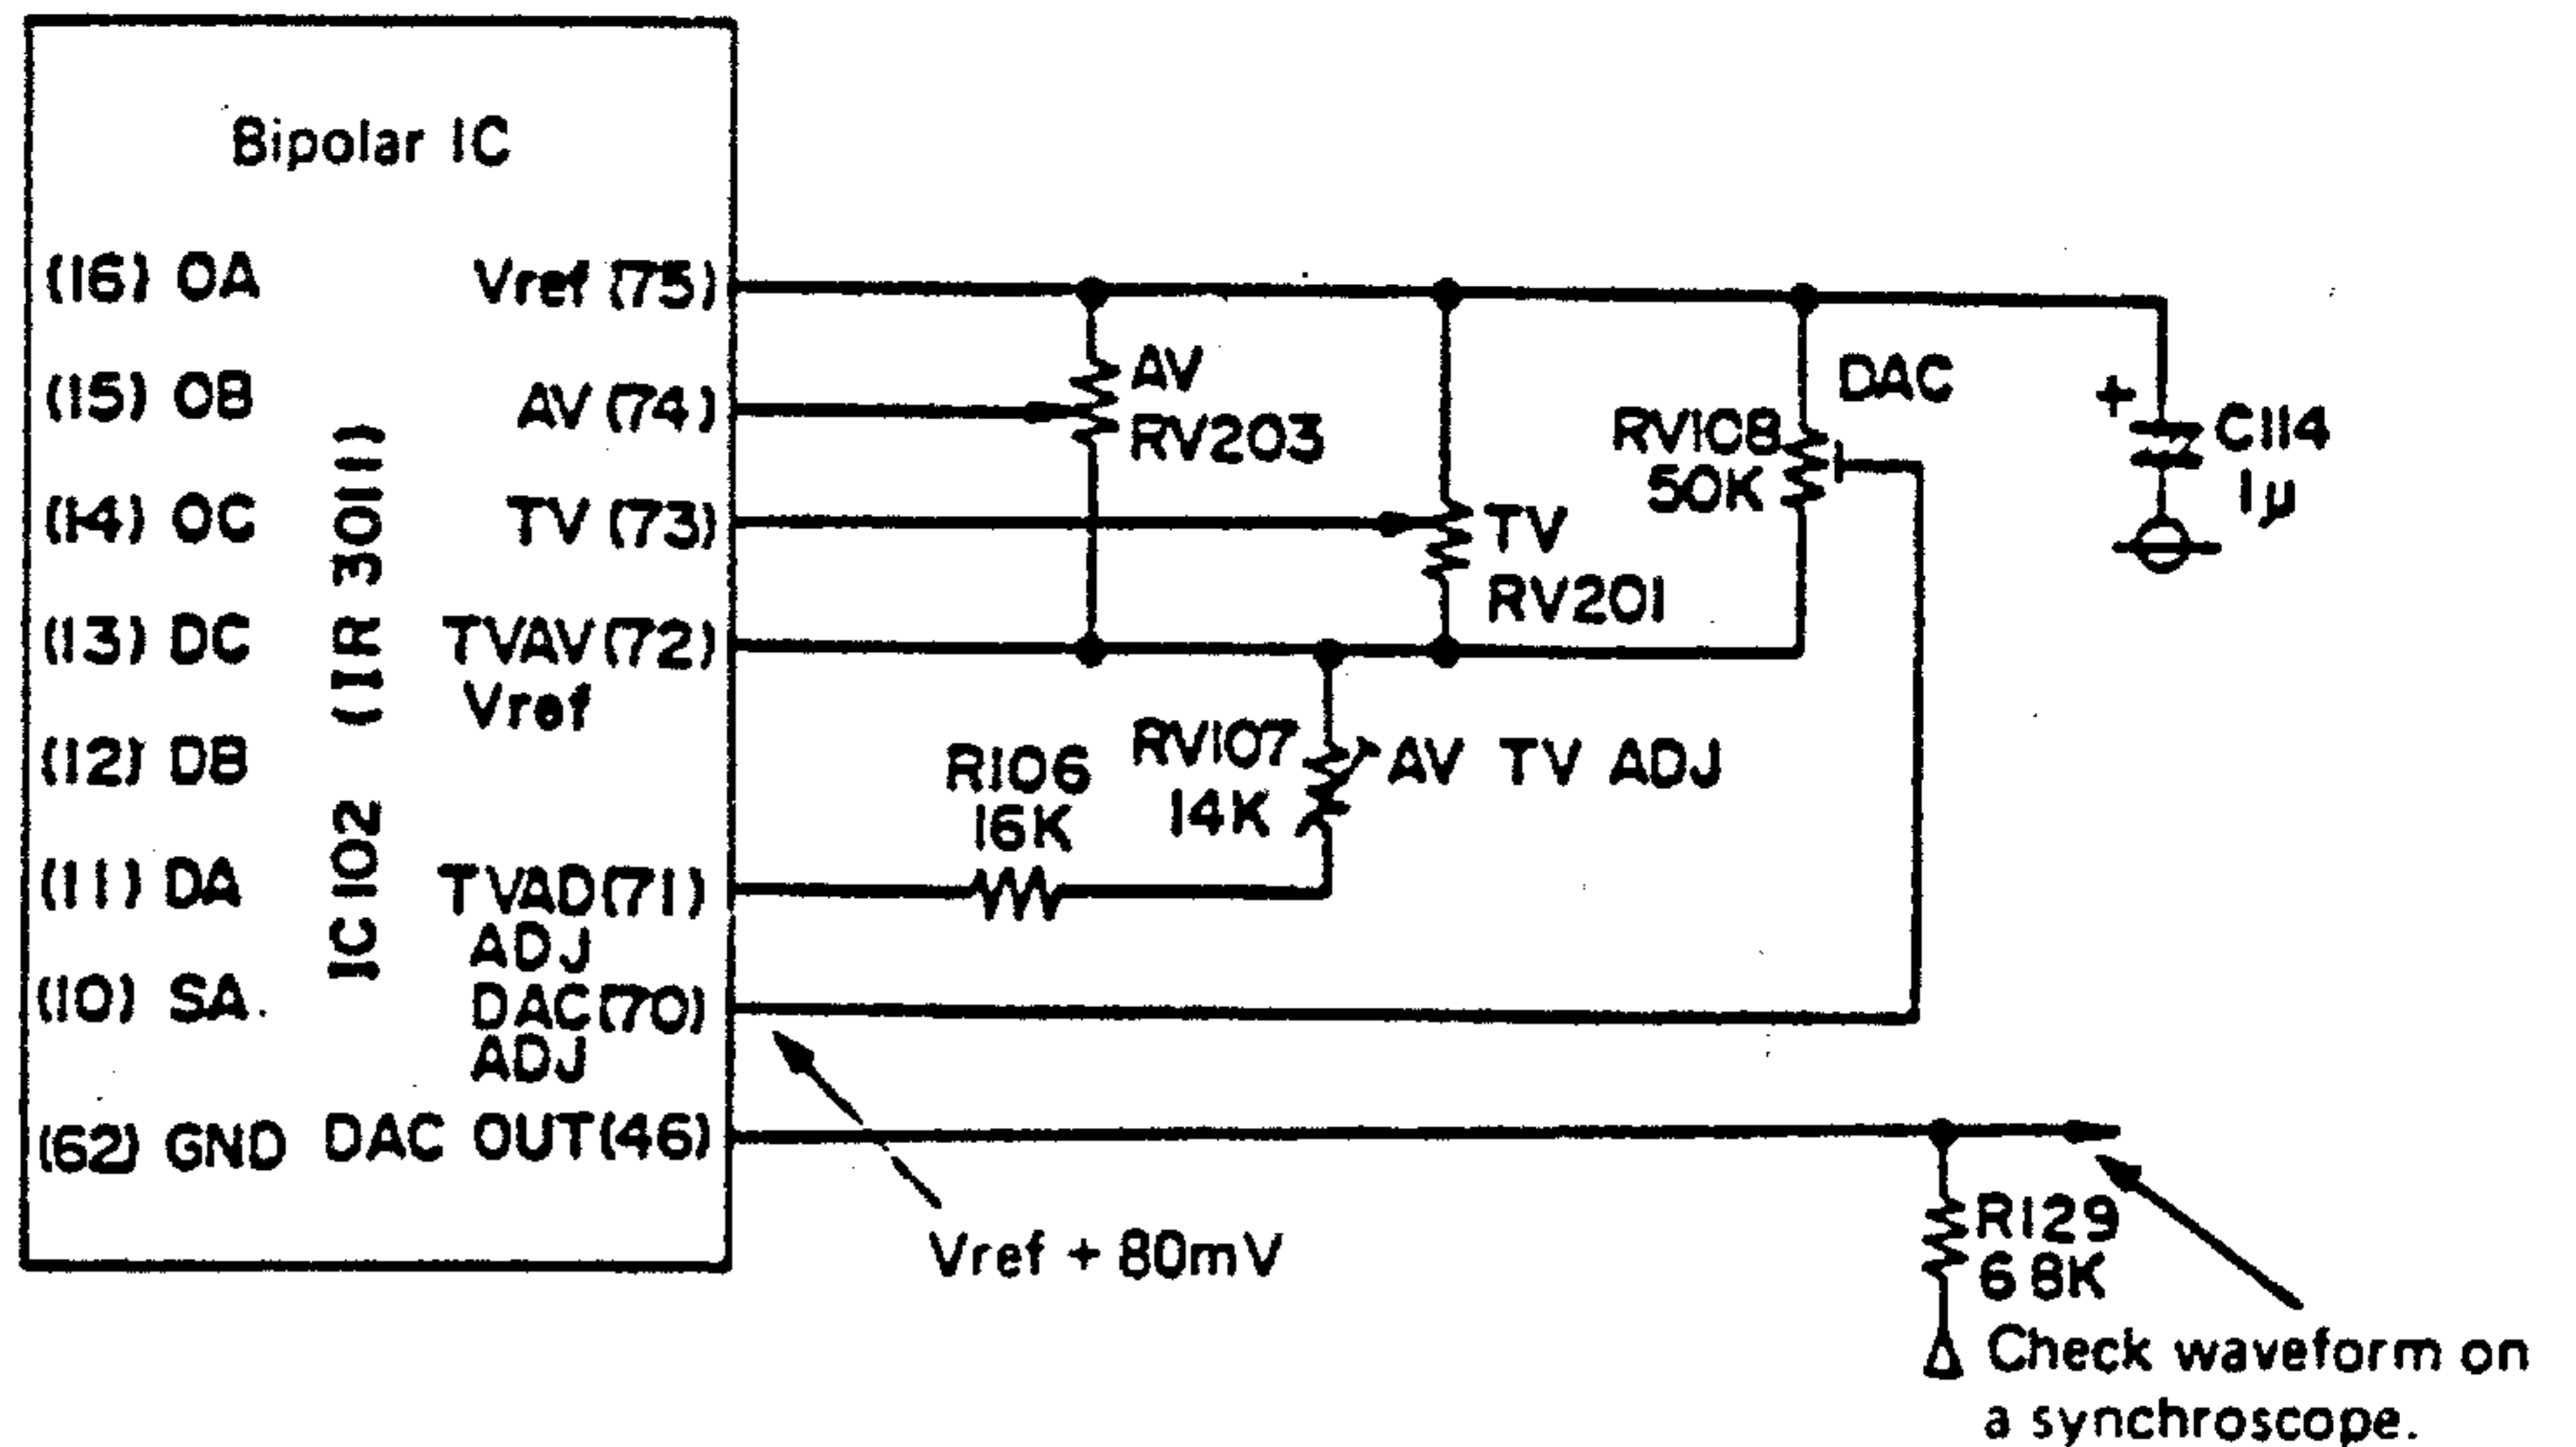 Bipolar IC
(16) OA
(15) OB
(14) OC
(13) DC
(12) DB
(11) DA
(10) SA
(62) GND
IC 102 (IR 3011)
Vref (75)
AV (74)
TV (73)
TVAV (72)
Vref
TVAD (71)
ADJ
DAC (70)
ADJ
DAC OUT (46)
AV
RV203
TV
RV201
DAC
RV108
50K
+
C114
1μ
R106
16K
RV107
14K
AV TV ADJ
Vref + 80mV
R129
68K
Check waveform on
a synchroscope.